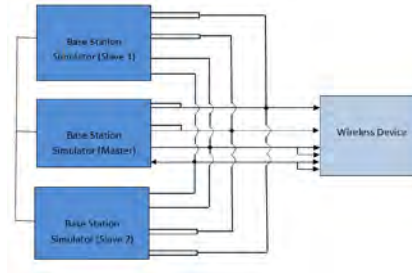 Base Station
Simulator (Slave 1)
Base Station
Simulator (Master)
Wireless Device
Base Station
Simulator (Slave 2)